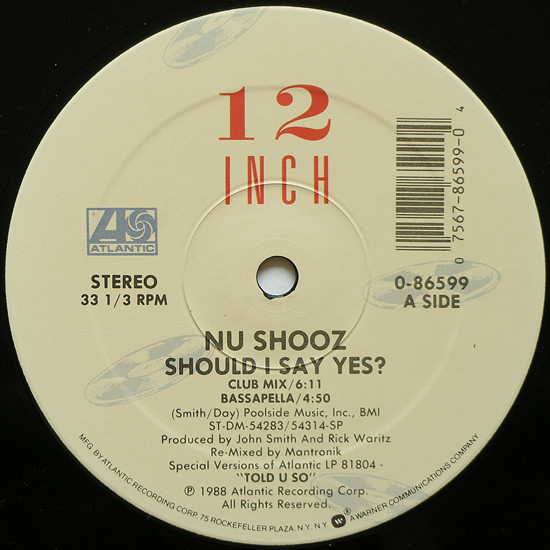 12
INCH
0 7567-86599-0 4
ATLANTIC
STEREO
33 1/3 RPM
0-86599
A SIDE
NU SHOOZ
SHOULD I SAY YES?
CLUB MIX/6:11
BASSAPELLA/4:50
(Smith/Day) Poolside Music, Inc., BMI
ST-DM-54283/54314-SP
Produced by John Smith and Rick Waritz
Re-Mixed by Mantronik
Special Versions of Atlantic LP 81804 -
"TOLD U SO"
℗ 1988 Atlantic Recording Corp.
All Rights Reserved.
MFG. BY ATLANTIC RECORDING CORP. 75 ROCKEFELLER PLAZA, N.Y. N.Y. A WARNER COMMUNICATIONS COMPANY